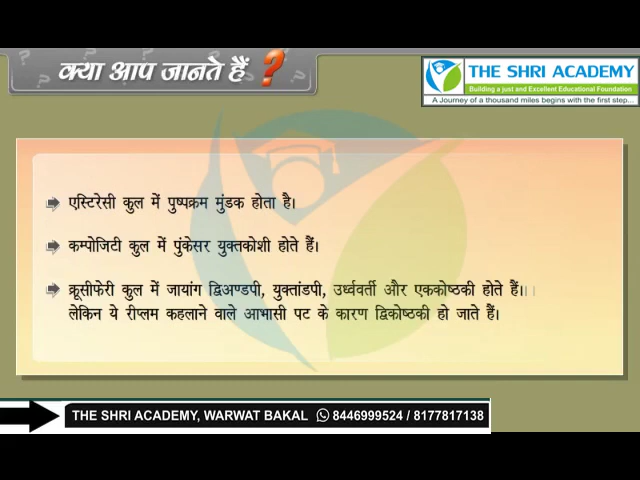 क्या आप जानते हैं ?
THE SHRI ACADEMY
Building a just and Excellent Educational Foundation
A Journey of a thousand miles begins with the first step...
एस्टिरेसी कुल में पुष्पक्रम मुंडक होता है।
कम्पोजिटी कुल में पुंकेसर युक्तकोशी होते हैं।
क्रूसीफेरी कुल में जायांग द्विअण्डपी, युक्तांडपी, उर्ध्ववर्ती और एककोष्ठकी होते हैं।
लेकिन ये रीप्लम कहलाने वाले आभासी पट के कारण द्विकोष्ठकी हो जाते हैं।
THE SHRI ACADEMY, WARWAT BAKAL 8446999524 / 8177817138